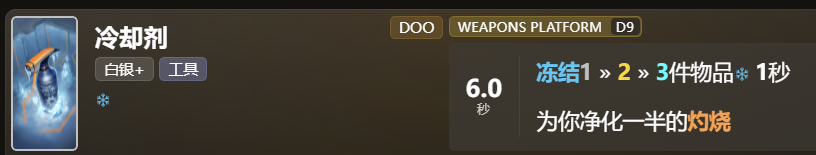 冷却剂
白银+ 工具
DOO
WEAPONS PLATFORM D9
6.0
秒
冻结1 » 2 » 3件物品 1秒
为你净化一半的灼烧